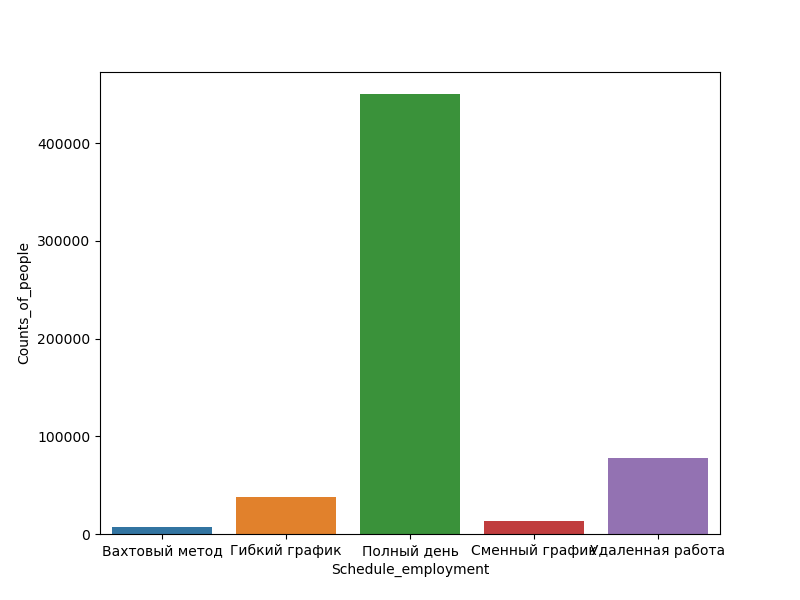 Counts_of_people
400000
300000
200000
100000
0
Вахтовый метод
Гибкий график
Полный день
Сменный график
Удаленная работа
Schedule_employment